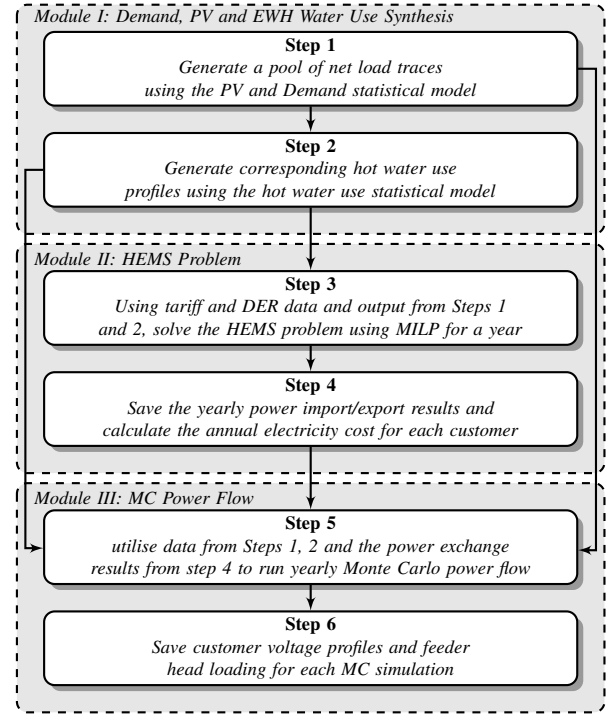 Module I: Demand, PV and EWH Water Use Synthesis
Step 1
Generate a pool of net load traces
using the PV and Demand statistical model
Step 2
Generate corresponding hot water use
profiles using the hot water use statistical model
Module II: HEMS Problem
Step 3
Using tariff and DER data and output from Steps 1
and 2, solve the HEMS problem using MILP for a year
Step 4
Save the yearly power import/export results and
calculate the annual electricity cost for each customer
Module III: MC Power Flow
Step 5
utilise data from Steps 1, 2 and the power exchange
results from step 4 to run yearly Monte Carlo power flow
Step 6
Save customer voltage profiles and feeder
head loading for each MC simulation